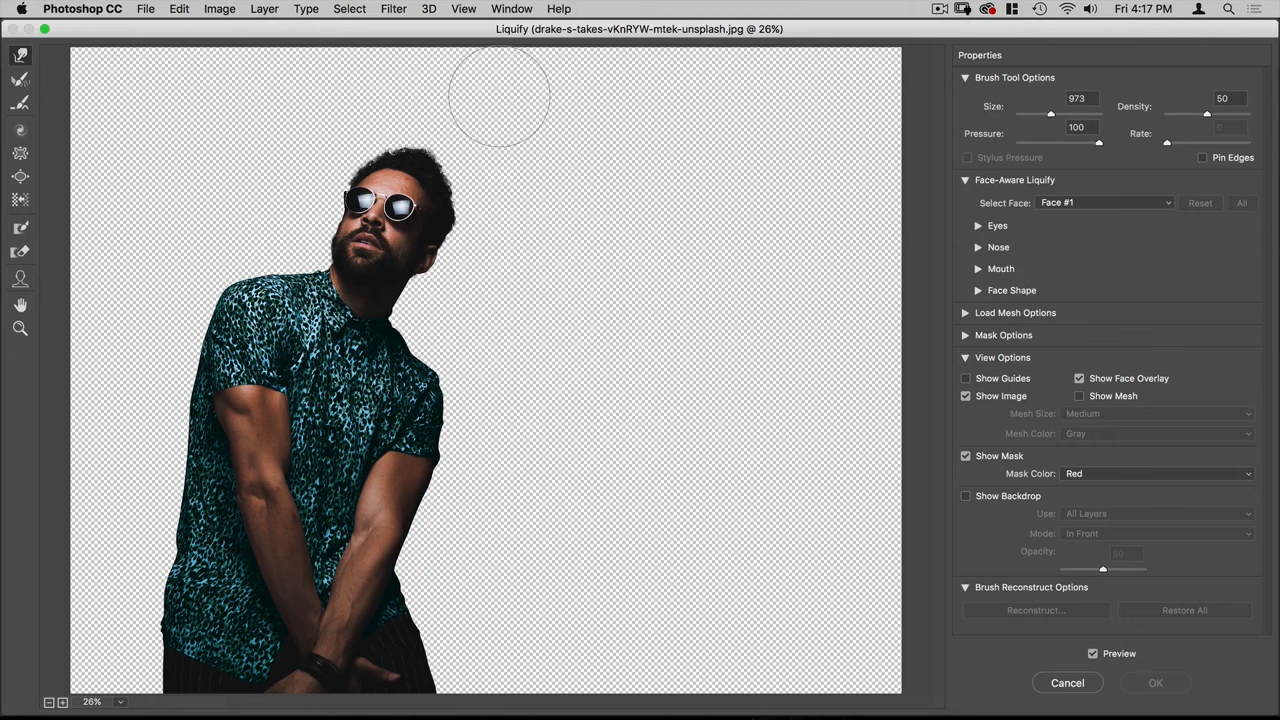 Photoshop CC File Edit Image Layer Type Select Filter 3D View Window Help Fri 4:17 PM
Liquify (drake-s-takes-vKnRYW-mtek-unsplash.jpg @ 26%)
Properties
Brush Tool Options
Size: 973 Density: 50
Pressure: 100 Rate: 0
Stylus Pressure Pin Edges
Face-Aware Liquify
Select Face: Face #1 Reset All
Eyes
Nose
Mouth
Face Shape
Load Mesh Options
Mask Options
View Options
Show Guides Show Face Overlay
Show Image Show Mesh
Mesh Size: Medium
Mesh Color: Gray
Show Mask
Mask Color: Red
Show Backdrop
Use: All Layers
Mode: In Front
Opacity: 50
Brush Reconstruct Options
Reconstruct... Restore All
Preview
Cancel OK
26%